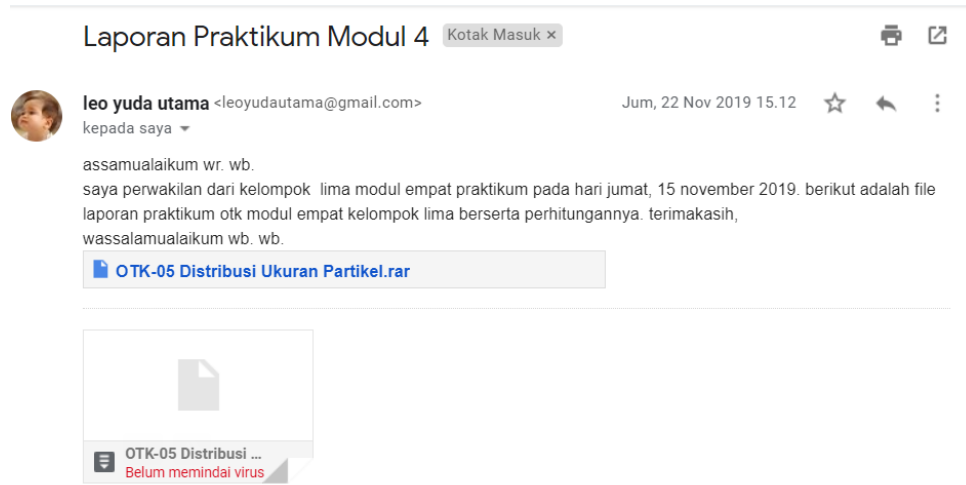 Laporan Praktikum Modul 4 Kotak Masuk ×
leo yuda utama <leoyudautama@gmail.com> Jum, 22 Nov 2019 15.12
kepada saya
assamualaikum wr. wb.
saya perwakilan dari kelompok lima modul empat praktikum pada hari jumat, 15 november 2019. berikut adalah file
laporan praktikum otk modul empat kelompok lima berserta perhitungannya. terimakasih,
wassalamualaikum wb. wb.
OTK-05 Distribusi Ukuran Partikel.rar
OTK-05 Distribusi ...
Belum memindai virus